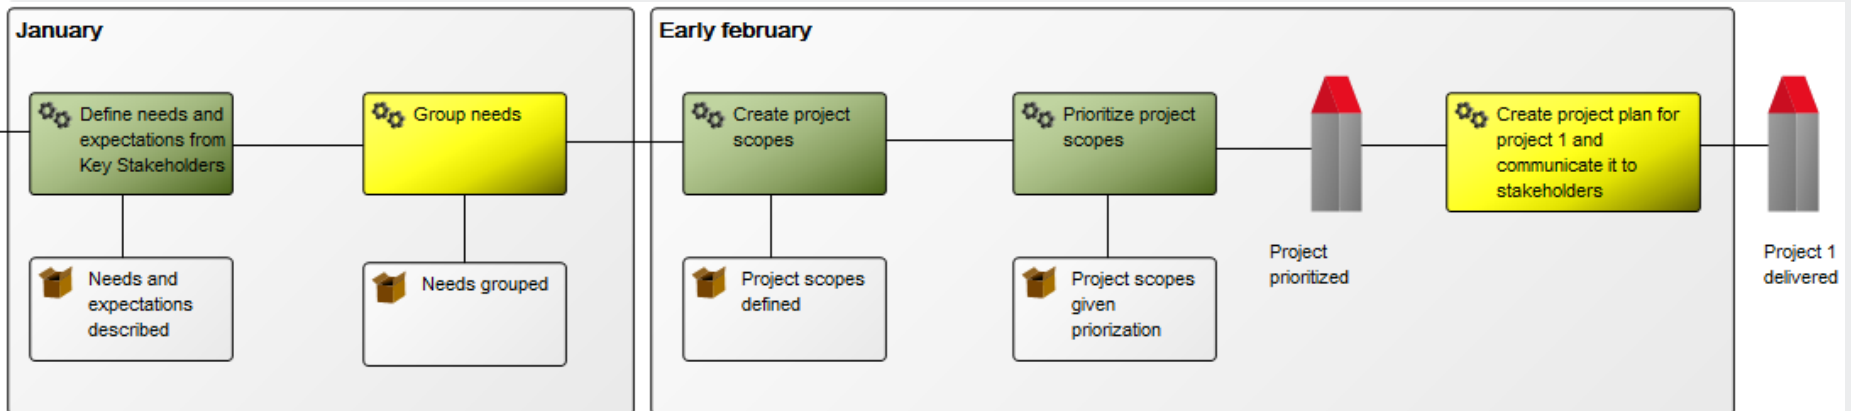 January
Define needs and
expectations from
Key Stakeholders
Group needs
Needs and
expectations
described
Needs grouped
Early february
Create project
scopes
Prioritize project
scopes
Create project plan for
project 1 and
communicate it to
stakeholders
Project scopes
defined
Project scopes
given
priorization
Project
prioritized
Project 1
delivered